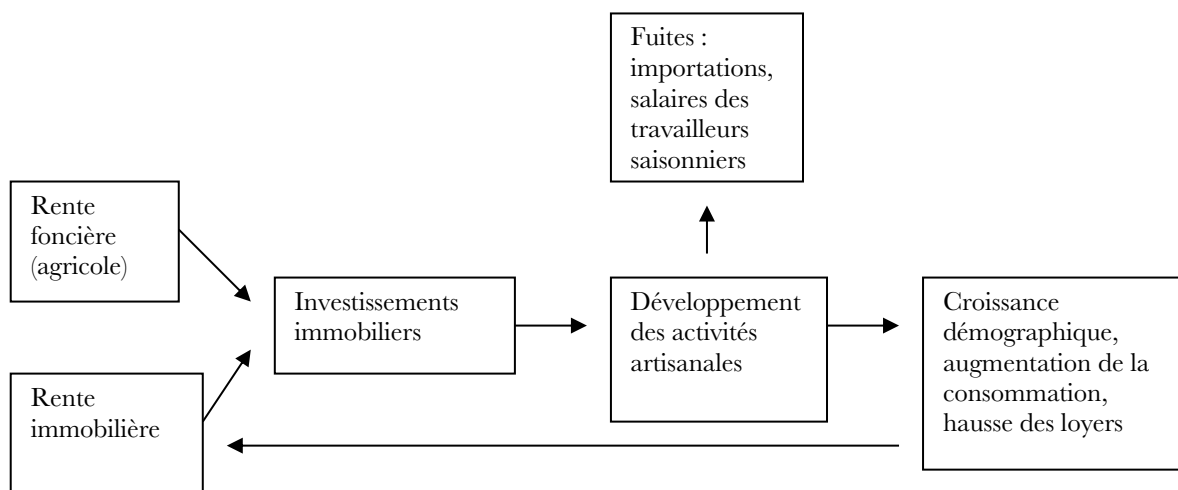 Fuites :
importations,
salaires des
travailleurs
saisonniers
Rente
foncière
(agricole)
Investissements
immobiliers
Développement
des activités
artisanales
Croissance
démographique,
augmentation de la
consommation,
hausse des loyers
Rente
immobilière